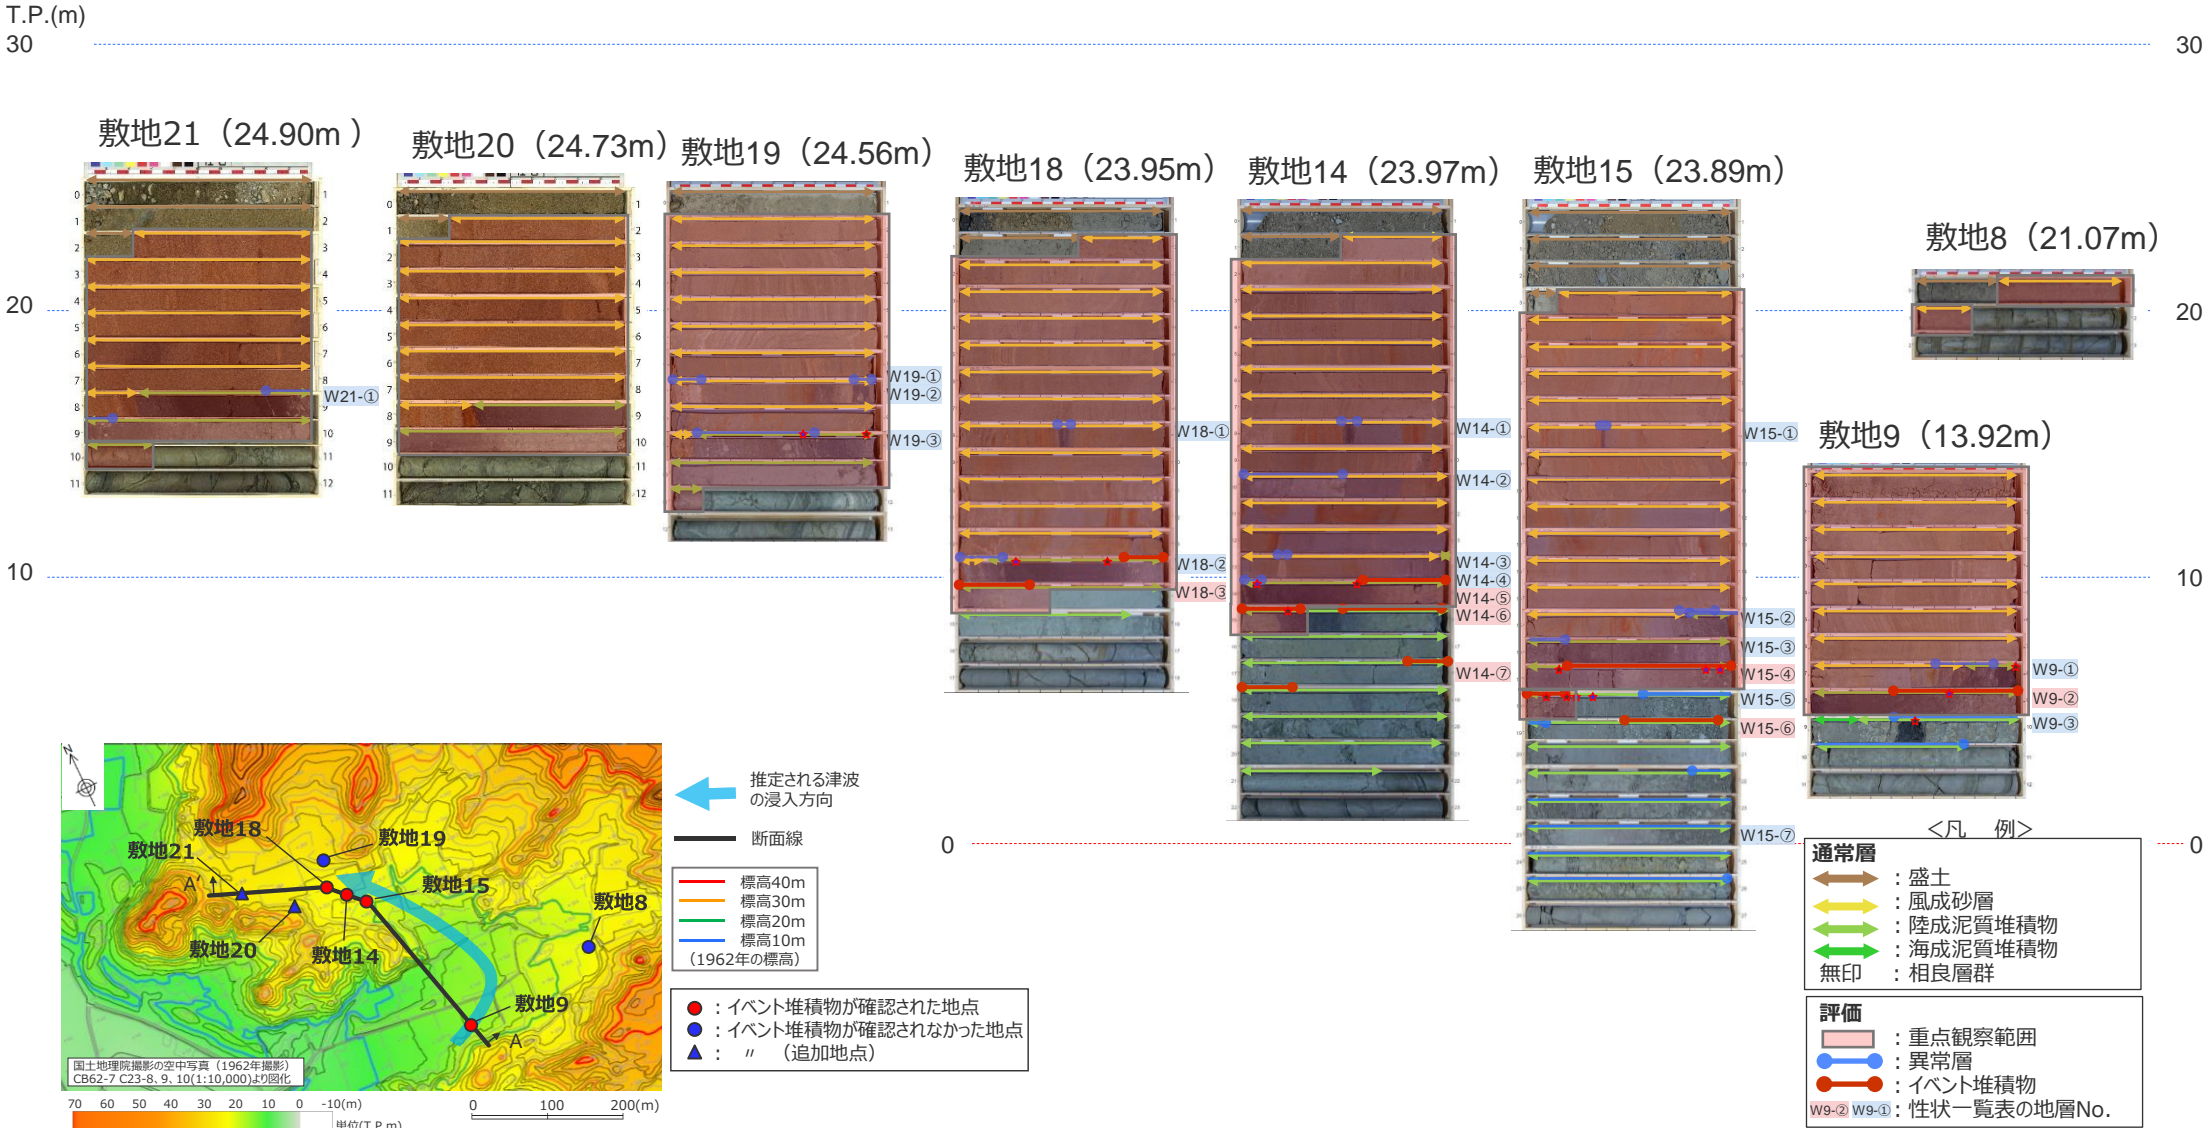 T.P.(m)
30
30
敷地21（24.90m ）
敷地20（24.73m）
敷地19（24.56m）
敷地18（23.95m）
敷地14（23.97m）
敷地15（23.89m）
敷地8（21.07m）
敷地9（13.92m）
20
20
W21-①
W19-①
W19-②
W19-③
W18-①
W18-②
W18-③
W14-①
W14-②
W14-③
W14-④
W14-⑤
W14-⑥
W14-⑦
W15-①
W15-②
W15-③
W15-④
W15-⑤
W15-⑥
W15-⑦
W9-①
W9-②
W9-③
10
10
0
0
N
敷地18
敷地19
敷地21
A'
敷地15
敷地8
敷地20
敷地14
敷地9
A
国土地理院撮影の空中写真（1962年撮影）
CB62-7 C23-8、9、10(1:10,000)より図化
70 60 50 40 30 20 10 0 -10(m)
単位(T.P.m)
0 100 200(m)
推定される津波
の浸入方向
断面線
標高40m
標高30m
標高20m
標高10m
（1962年の標高）
：イベント堆積物が確認された地点
：イベント堆積物が確認されなかった地点
： 〃 （追加地点）
＜凡 例＞
通常層
：盛土
：風成砂層
：陸成泥質堆積物
：海成泥質堆積物
無印 ：相良層群
評価
：重点観察範囲
：異常層
：イベント堆積物
W9-② W9-①：性状一覧表の地層No.